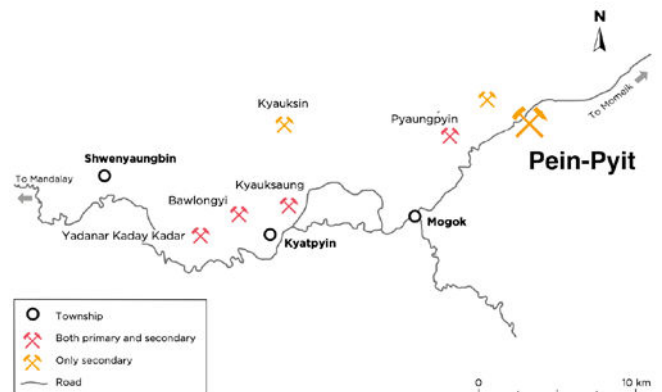 N
To Momeik
Kyauksin
Pyaungpyin
Pein-Pyit
Shwenyaungbin
To Mandalay
Kyauksaung
Bawlongyi
Mogok
Yadanar Kaday Kadar
Kyatpyin
Township
Both primary and secondary
Only secondary
Road
0 10 km